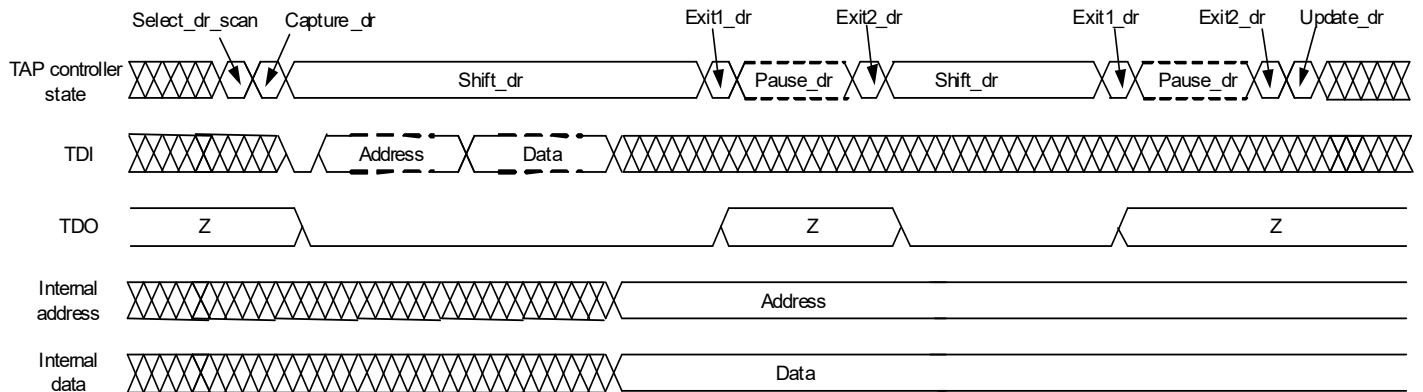 Select_dr_scan Capture_dr Exit1_dr Exit2_dr Exit1_dr Exit2_dr Update_dr
TAP controller
state
Shift_dr Pause_dr Shift_dr Pause_dr
TDI Address Data
TDO Z Z Z
Internal
address
Address
Internal
data
Data